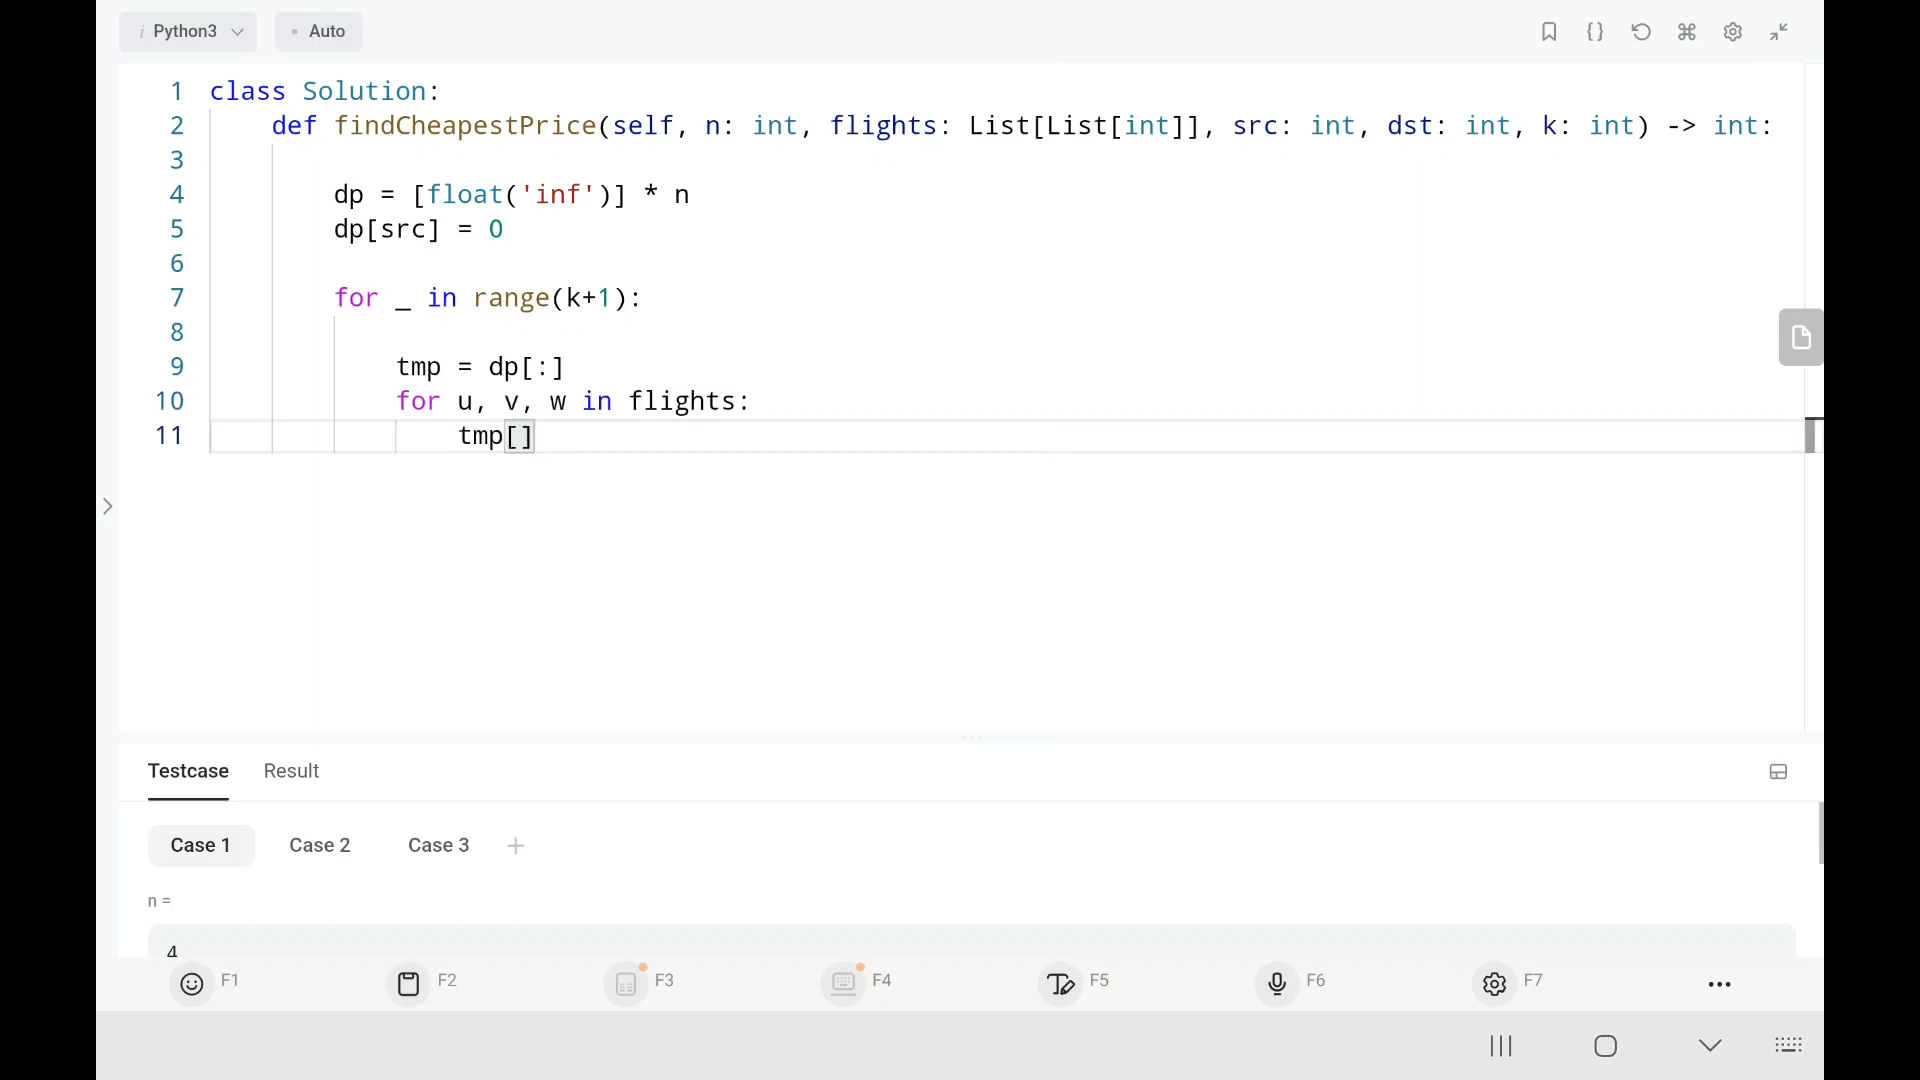 i Python3
Auto
1 class Solution:
2 def findCheapestPrice(self, n: int, flights: List[List[int]], src: int, dst: int, k: int) -> int:
3
4 dp = [float('inf')] * n
5 dp[src] = 0
6
7 for _ in range(k+1):
8
9 tmp = dp[:]
10 for u, v, w in flights:
11 tmp[]
Testcase
Result
Case 1
Case 2
Case 3
n =
4
F1
F2
F3
F4
F5
F6
F7